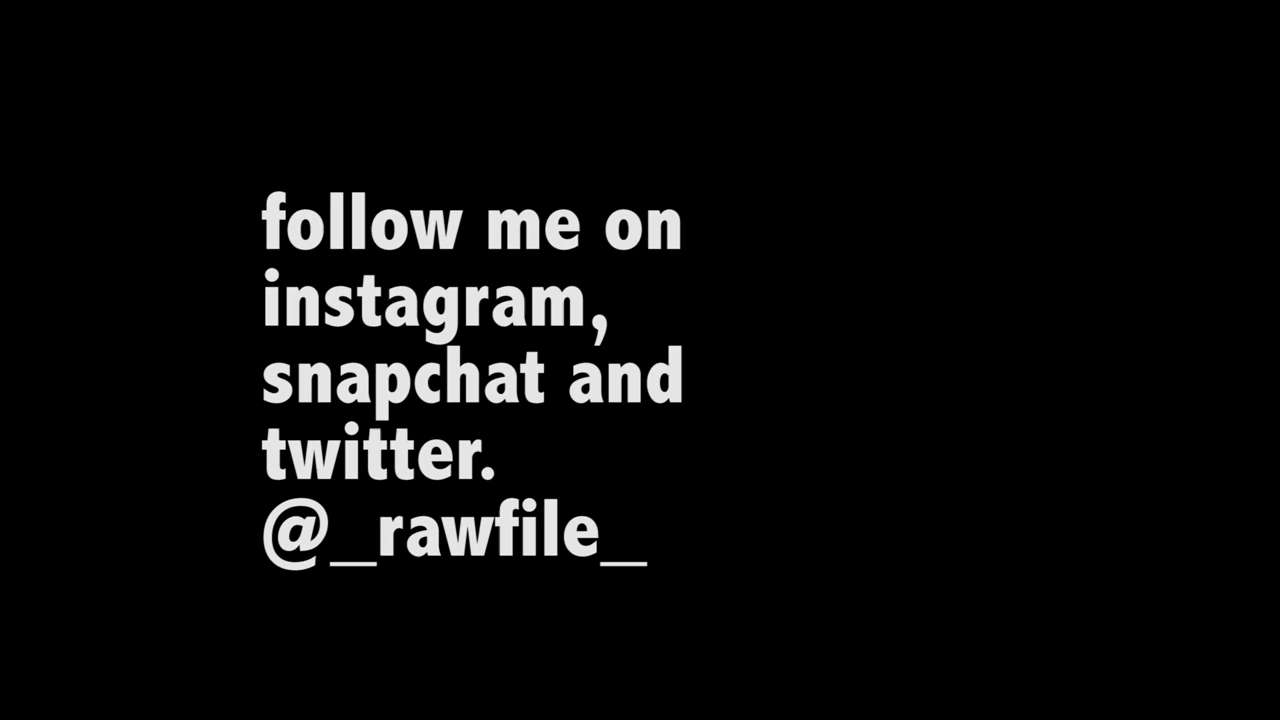 follow me on
instagram,
snapchat and
twitter.
@_rawfile_